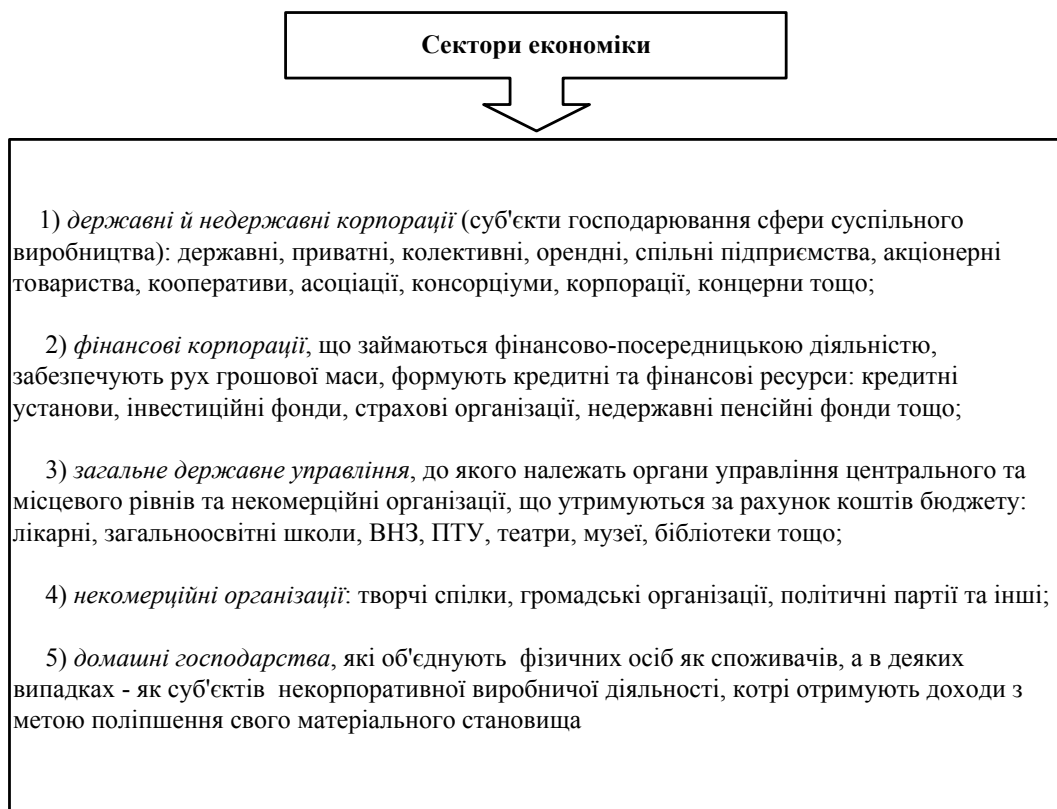 Сектори економіки
1) державні й недержавні корпорації (суб'єкти господарювання сфери суспільного
виробництва): державні, приватні, колективні, орендні, спільні підприємства, акціонерні
товариства, кооперативи, асоціації, консорціуми, корпорації, концерни тощо;
2) фінансові корпорації, що займаються фінансово-посередницькою діяльністю,
забезпечують рух грошової маси, формують кредитні та фінансові ресурси: кредитні
установи, інвестиційні фонди, страхові організації, недержавні пенсійні фонди тощо;
3) загальне державне управління, до якого належать органи управління центрального та
місцевого рівнів та некомерційні організації, що утримуються за рахунок коштів бюджету:
лікарні, загальноосвітні школи, ВНЗ, ПТУ, театри, музеї, бібліотеки тощо;
4) некомерційні організації: творчі спілки, громадські організації, політичні партії та інші;
5) домашні господарства, які об'єднують фізичних осіб як споживачів, а в деяких
випадках - як суб'єктів некорпоративної виробничої діяльності, котрі отримують доходи з
метою поліпшення свого матеріального становища